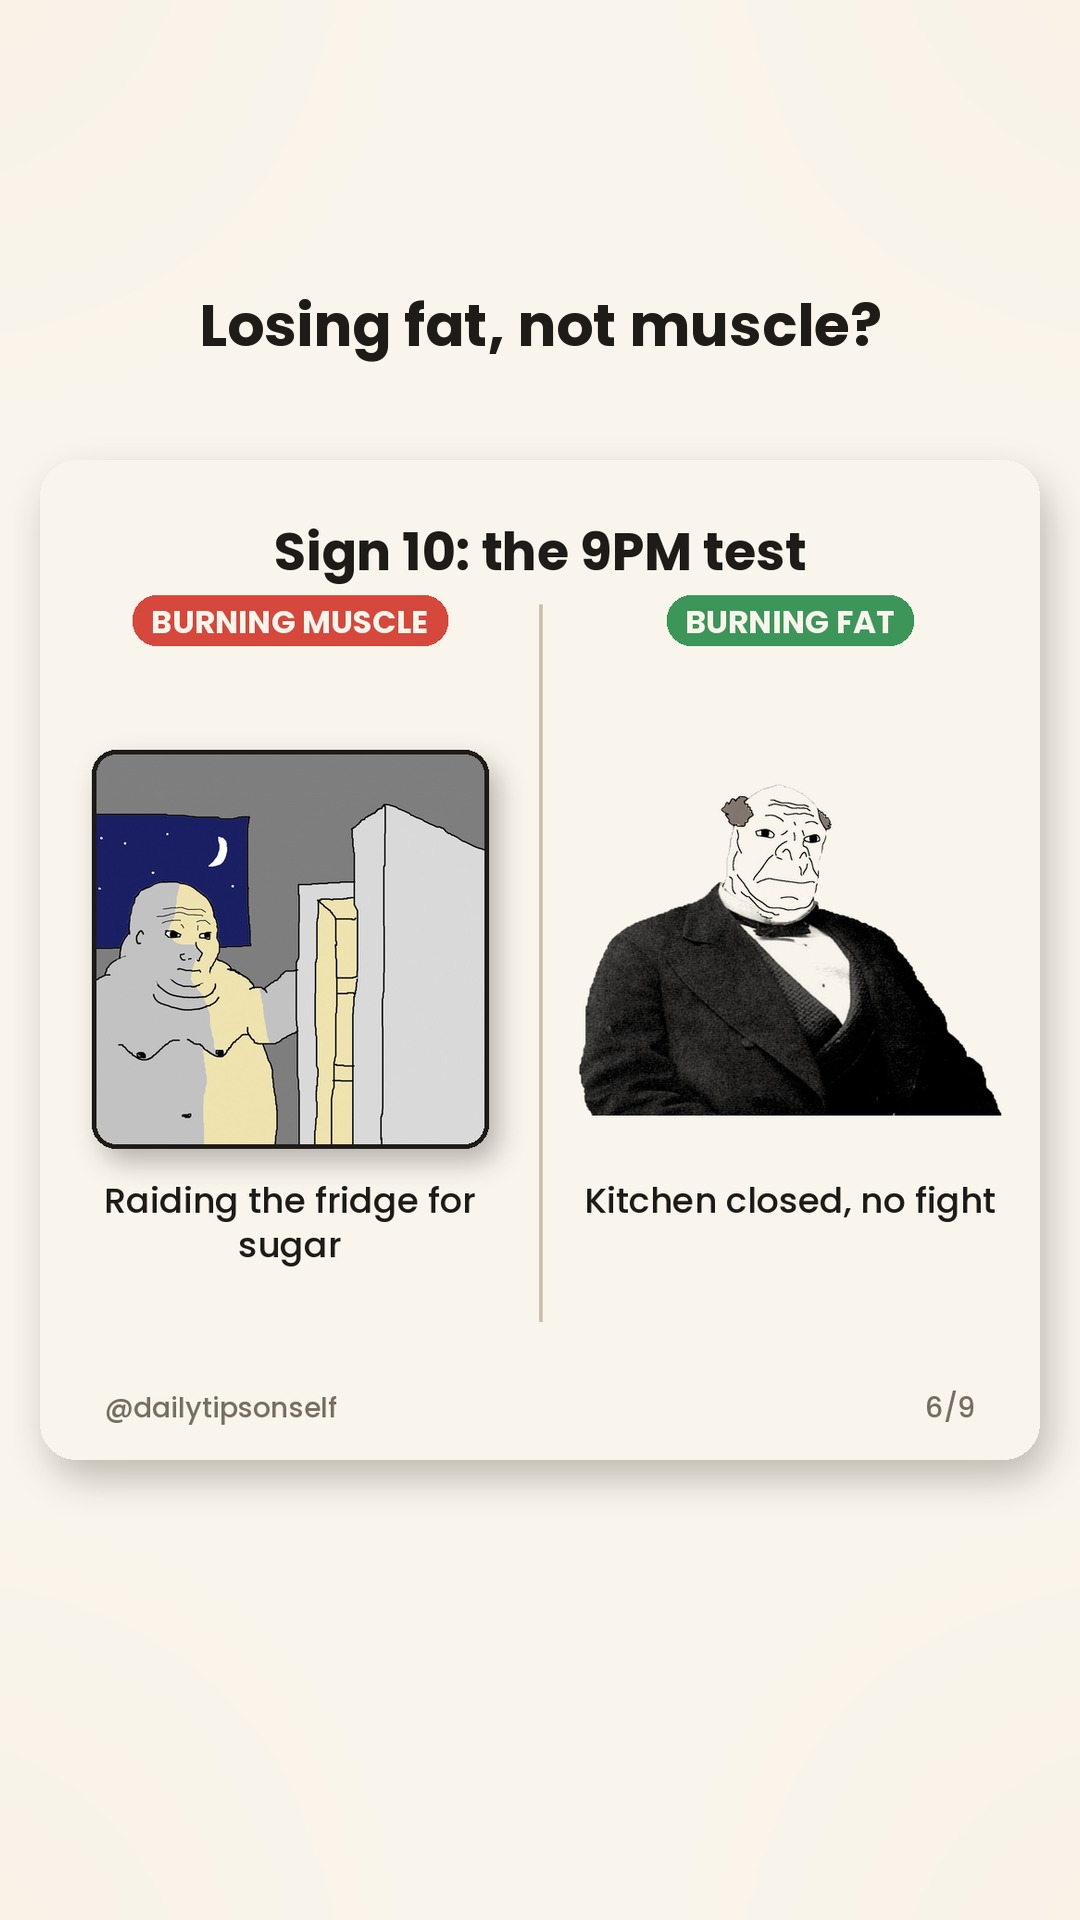 Losing fat, not muscle?
Sign 10: the 9PM test
BURNING MUSCLE
BURNING FAT
Raiding the fridge for
sugar
Kitchen closed, no fight
@dailytipsonself
6/9